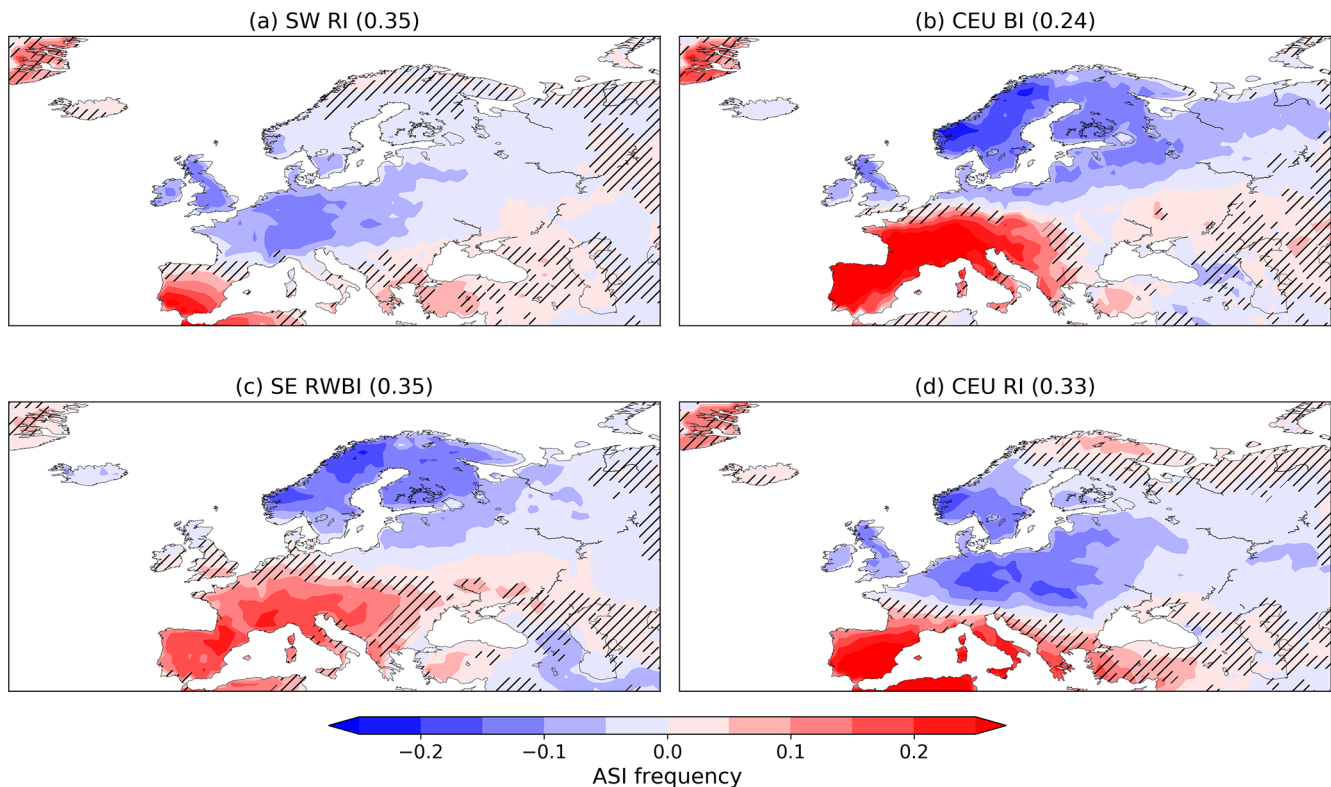 (a) SW RI (0.35)
(b) CEU BI (0.24)
(c) SE RWBI (0.35)
(d) CEU RI (0.33)
−0.2 −0.1 0.0 0.1 0.2
ASI frequency